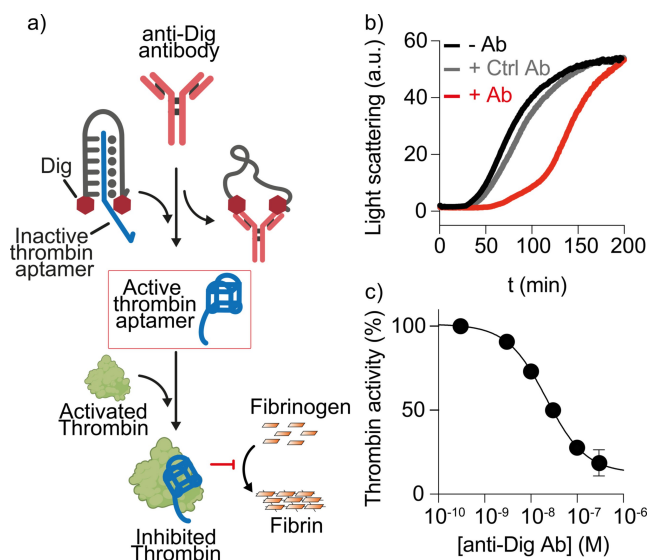 a)
anti-Dig
antibody
Dig
Inactive
thrombin
aptamer
Active
thrombin
aptamer
Activated
Thrombin
Fibrinogen
Fibrin
Inhibited
Thrombin
b)
Light scattering (a.u.)
60
40
20
0
- Ab
+ Ctrl Ab
+ Ab
0 50 100 150 200
t (min)
c)
Thrombin activity (%)
100
50
0
10⁻¹⁰ 10⁻⁹ 10⁻⁸ 10⁻⁷ 10⁻⁶
[anti-Dig Ab] (M)